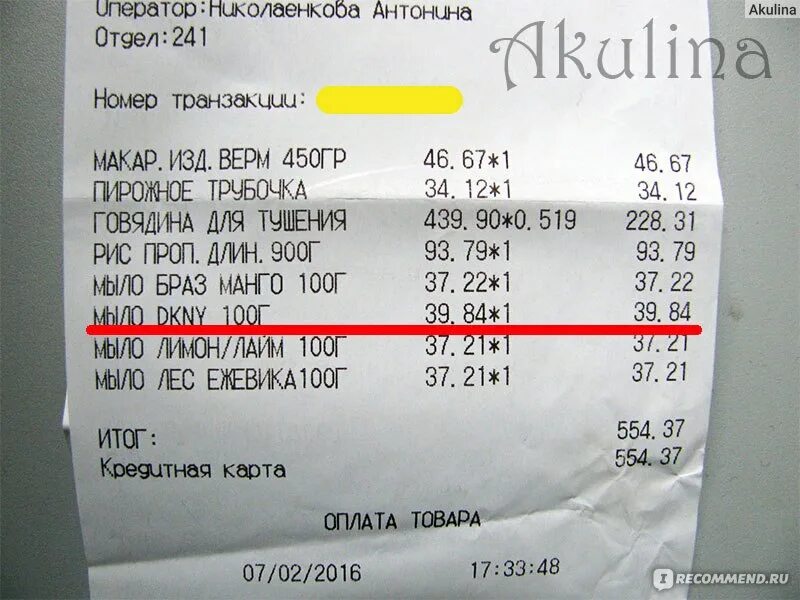 Akulina
Akulina
Оператор:Николаенкова Антонина
Отдел:241
Номер транзакции:
МАКАР.ИЗД.ВЕРМ 450ГР 46.67*1 46.67
ПИРОЖНОЕ ТРУБОЧКА 34.12*1 34.12
ГОВЯДИНА ДЛЯ ТУШЕНИЯ 439.90*0.519 228.31
РИС ПРОП.ДЛИН.900Г 93.79*1 93.79
МЫЛО БРАЗ МАНГО 100Г 37.22*1 37.22
МЫЛО DKNY 100Г 39.84*1 39.84
МЫЛО ЛИМОН/ЛАЙМ 100Г 37.21*1 37.21
МЫЛО ЛЕС ЕЖЕВИКА100Г 37.21*1 37.21
ИТОГ: 554.37
Кредитная карта 554.37
ОПЛАТА ТОВАРА
07/02/2016 17:33:48
IRECOMMEND.RU